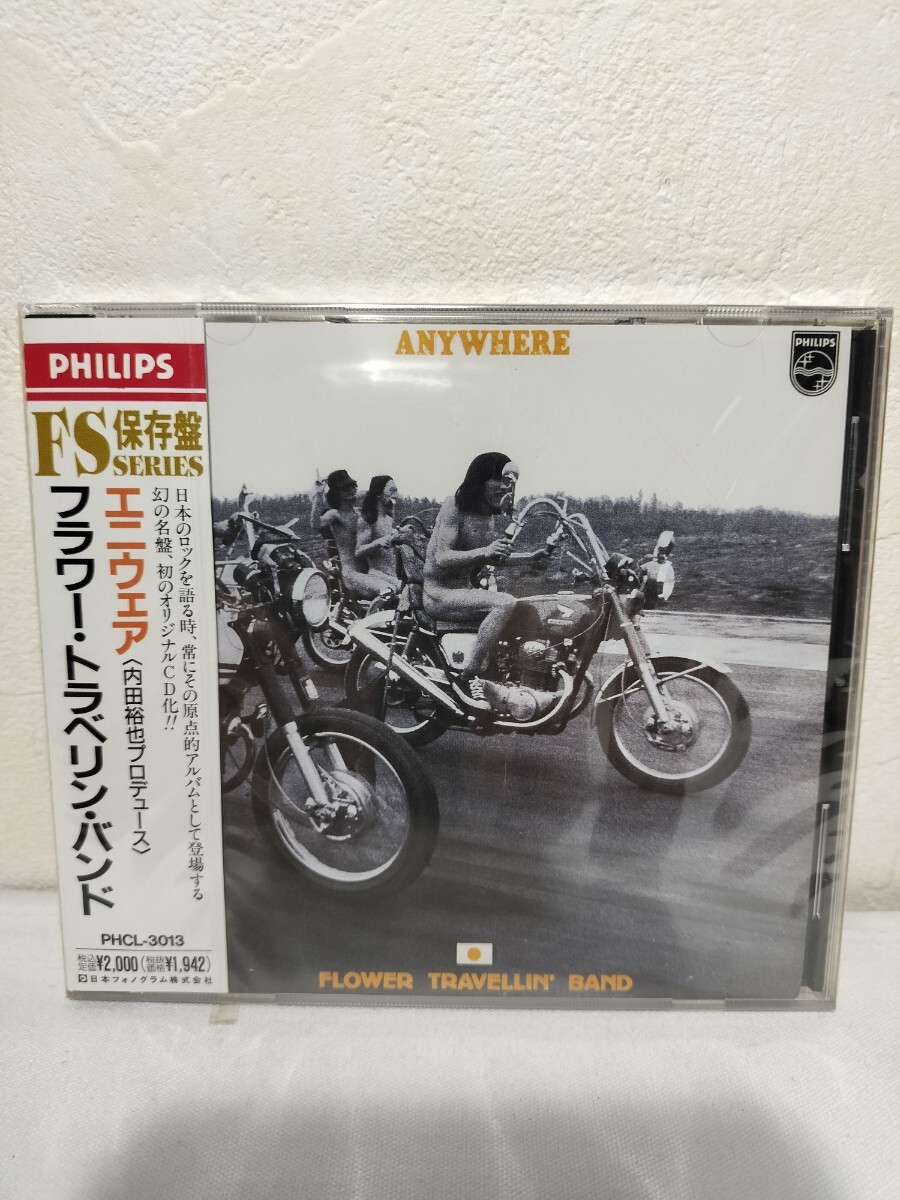 PHILIPS
FS保存盤
SERIES
日本のロックを語る時、常にその原点的アルバムとして登場する
幻の名盤、初のオリジナルCD化!!
エニウェア〈内田裕也プロデュース〉
フラワー・トラベリン・バンド
PHCL-3013
税込定価¥2,000(税抜価格¥1,942)
日本フォノグラム株式会社
ANYWHERE
PHILIPS
FLOWER TRAVELLIN' BAND